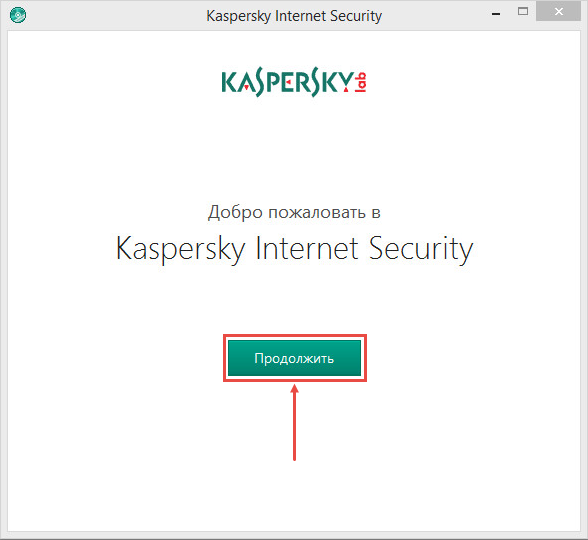 Kaspersky Internet Security
KASPERSKY lab
Добро пожаловать в
Kaspersky Internet Security
Продолжить